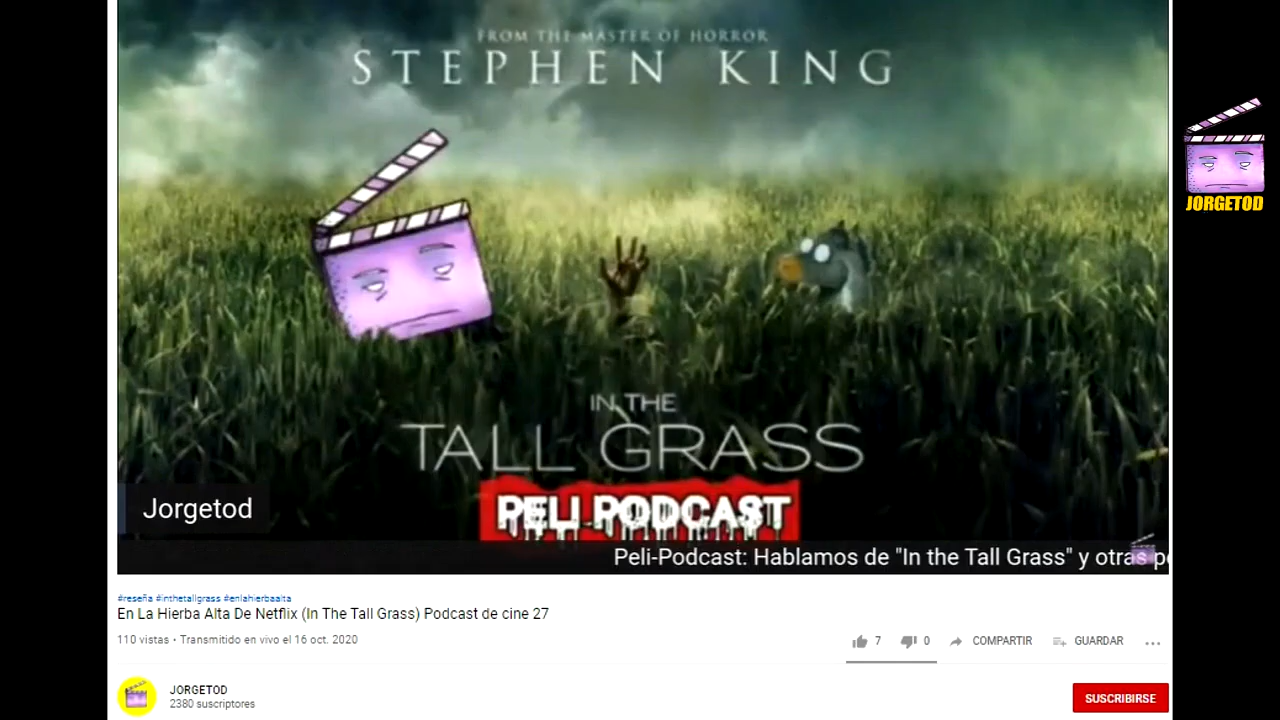 FROM THE MASTER OF HORROR
STEPHEN KING
JORGETOD
IN THE
TALL GRASS
PELI PODCAST
Jorgetod
Peli-Podcast: Hablamos de "In the Tall Grass" y otras
#reseña #inthetallgrass #enlahierbaalta
En La Hierba Alta De Netflix (In The Tall Grass) Podcast de cine 27
110 vistas • Transmitido en vivo el 16 oct. 2020
7 0 COMPARTIR GUARDAR ...
JORGETOD
2380 suscriptores
SUSCRIBIRSE